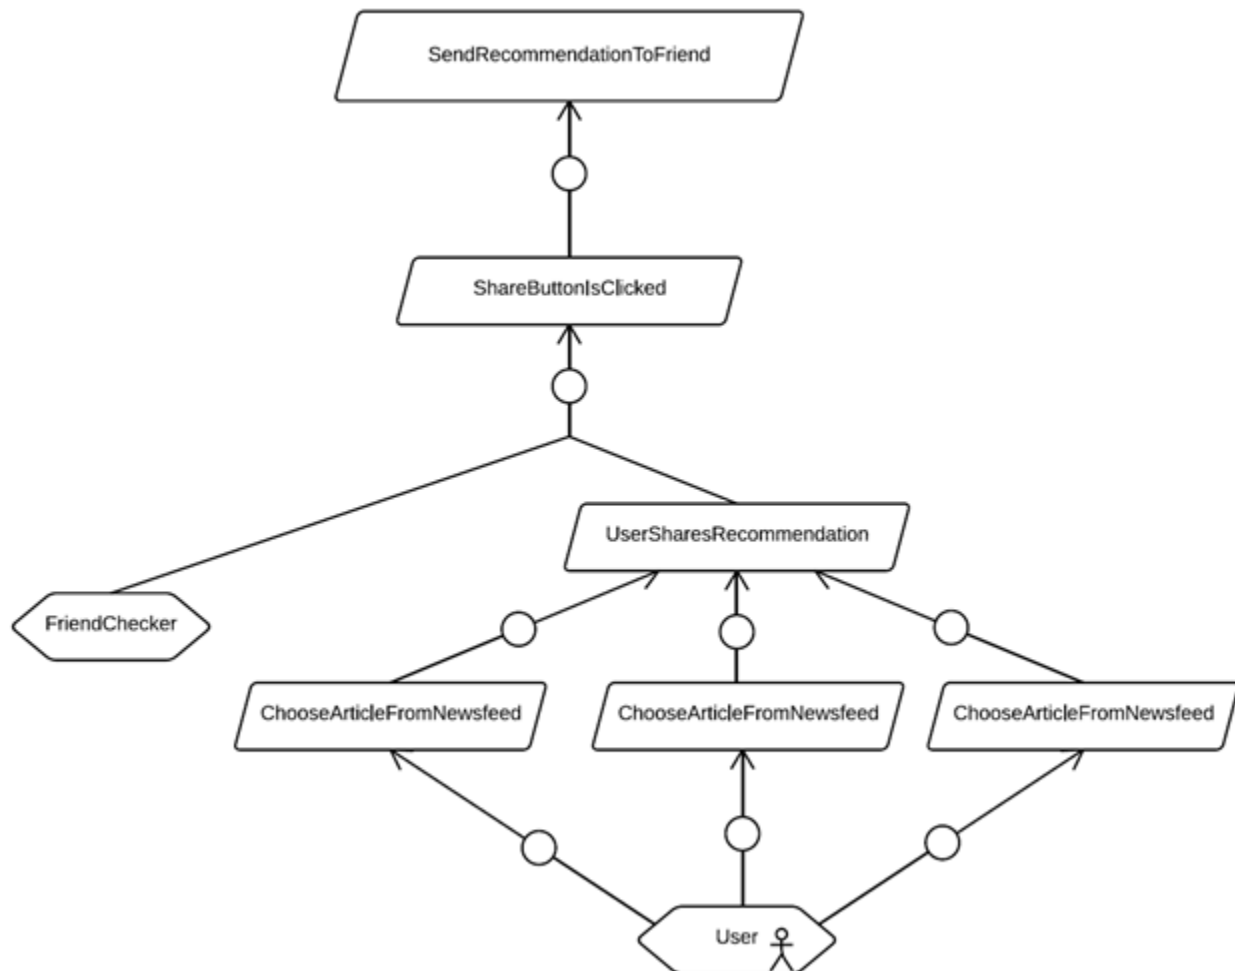 SendRecommendationToFriend
ShareButtonIsClicked
UserSharesRecommendation
FriendChecker
ChooseArticleFromNewsfeed
ChooseArticleFromNewsfeed
ChooseArticleFromNewsfeed
User